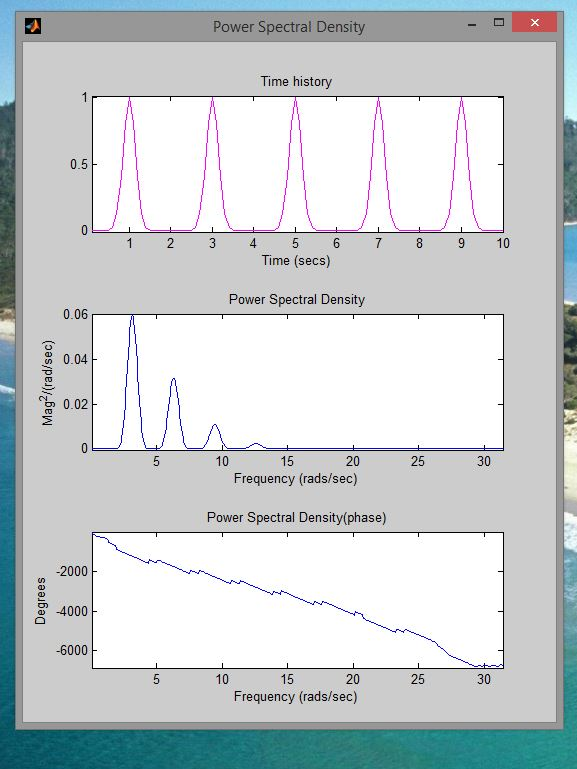 Power Spectral Density
Time history
1
0.5
0
1 2 3 4 5 6 7 8 9 10
Time (secs)
Power Spectral Density
0.06
0.04
0.02
0
Mag2/(rad/sec)
5 10 15 20 25 30
Frequency (rads/sec)
Power Spectral Density(phase)
-2000
-4000
-6000
Degrees
5 10 15 20 25 30
Frequency (rads/sec)